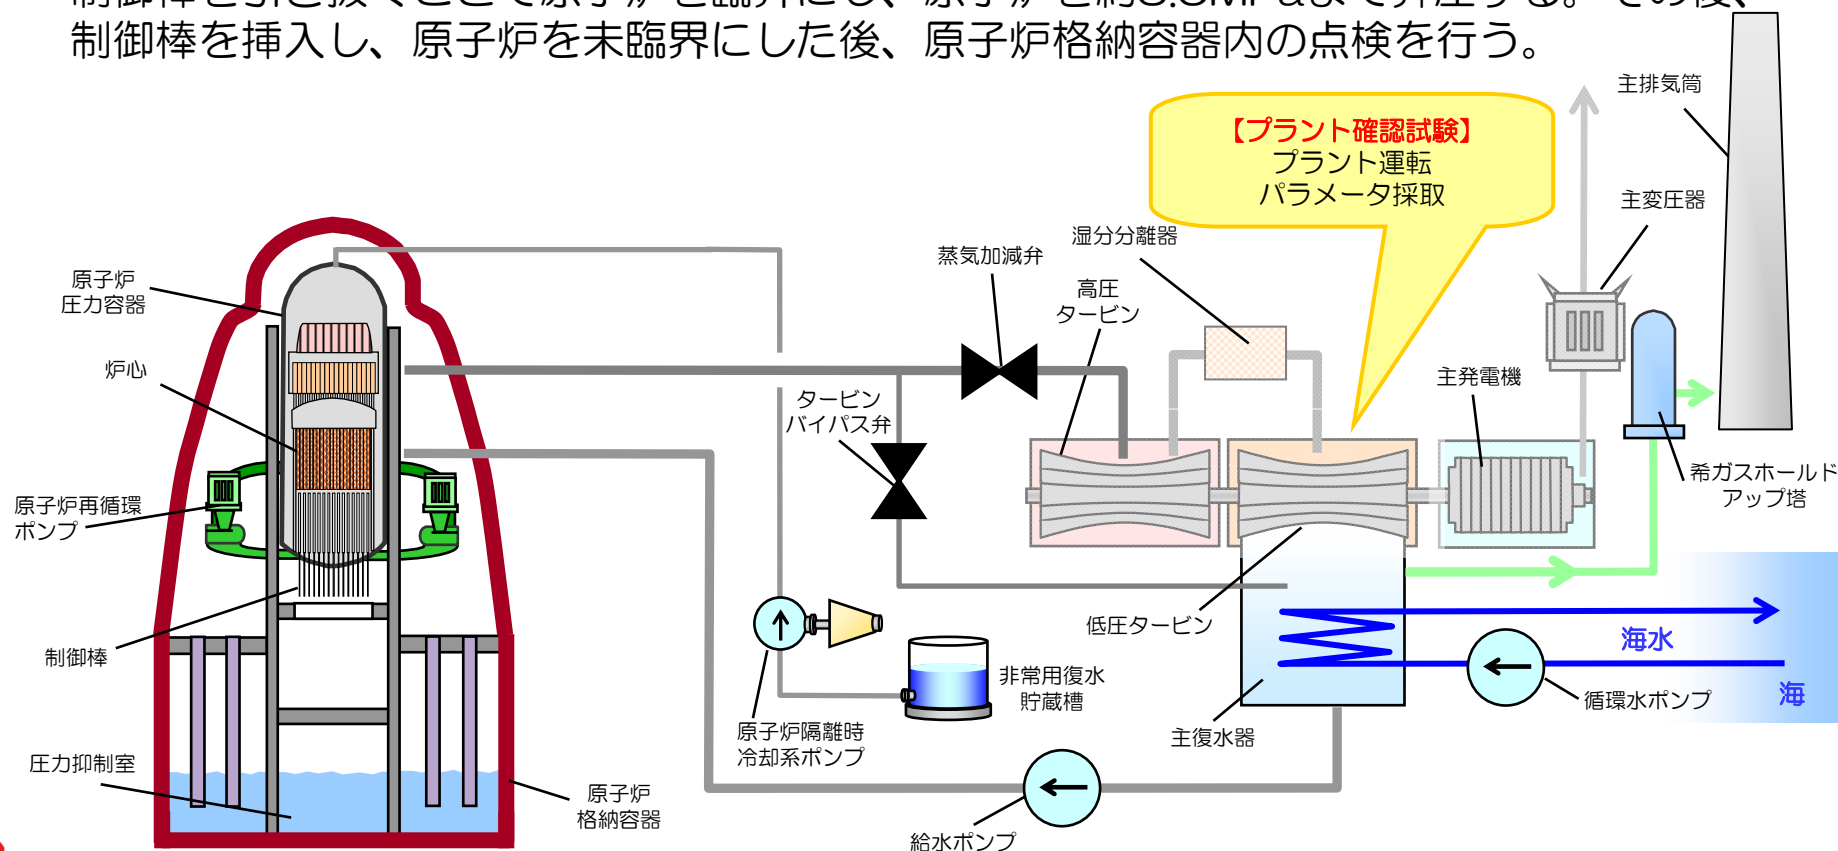 制御棒を挿入し、原子炉を未臨界にした後、原子炉格納容器内の点検を行う。
主排気筒
【プラント確認試験】
プラント運転
パラメータ採取
主変圧器
湿分分離器
蒸気加減弁
原子炉
圧力容器
高圧
タービン
炉心
主発電機
タービン
バイパス弁
希ガスホールド
アップ塔
原子炉再循環
ポンプ
低圧タービン
海水
制御棒
非常用復水
貯蔵槽
循環水ポンプ
海
原子炉隔離時
冷却系ポンプ
主復水器
圧力抑制室
原子炉
格納容器
給水ポンプ